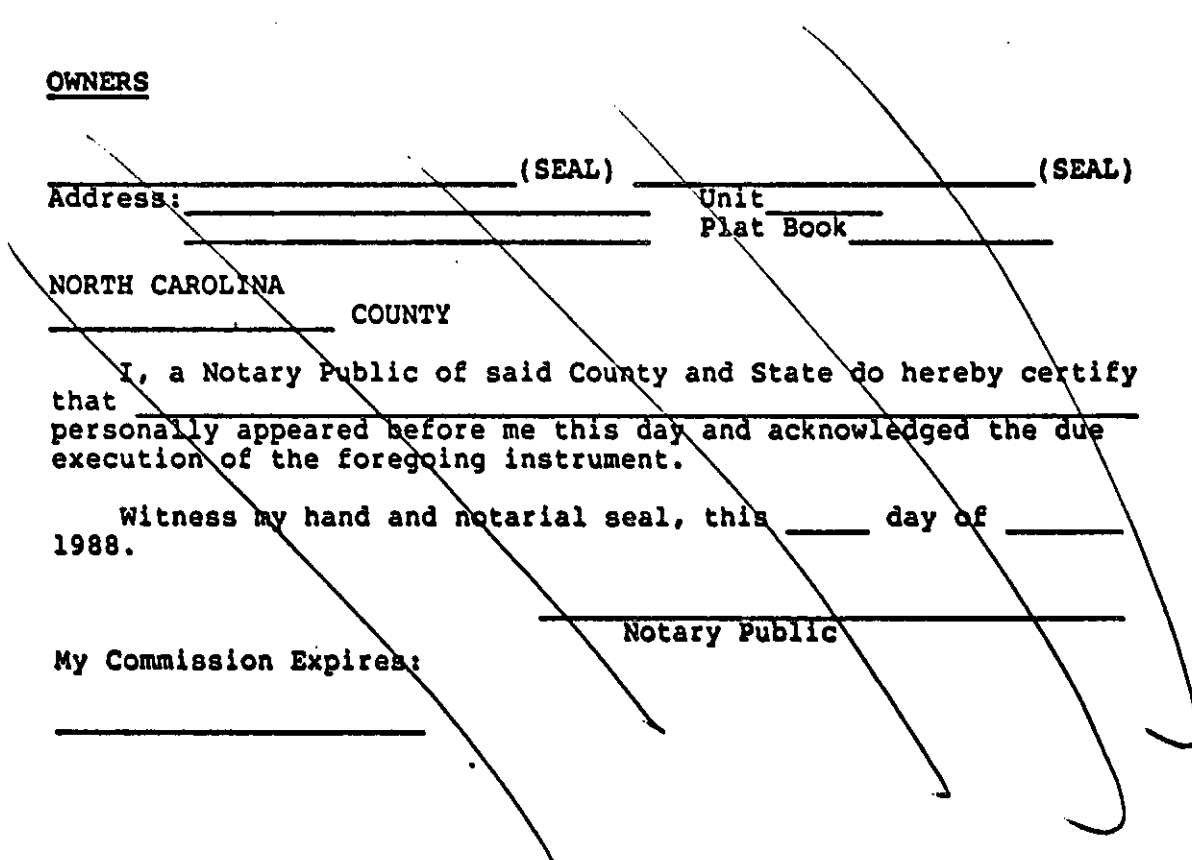 OWNERS
(SEAL) (SEAL)
Address: Unit
Plat Book
NORTH CAROLINA
COUNTY
I, a Notary Public of said County and State do hereby certify
that
personally appeared before me this day and acknowledged the due
execution of the foregoing instrument.
Witness my hand and notarial seal, this day of
1988.
Notary Public
My Commission Expires: